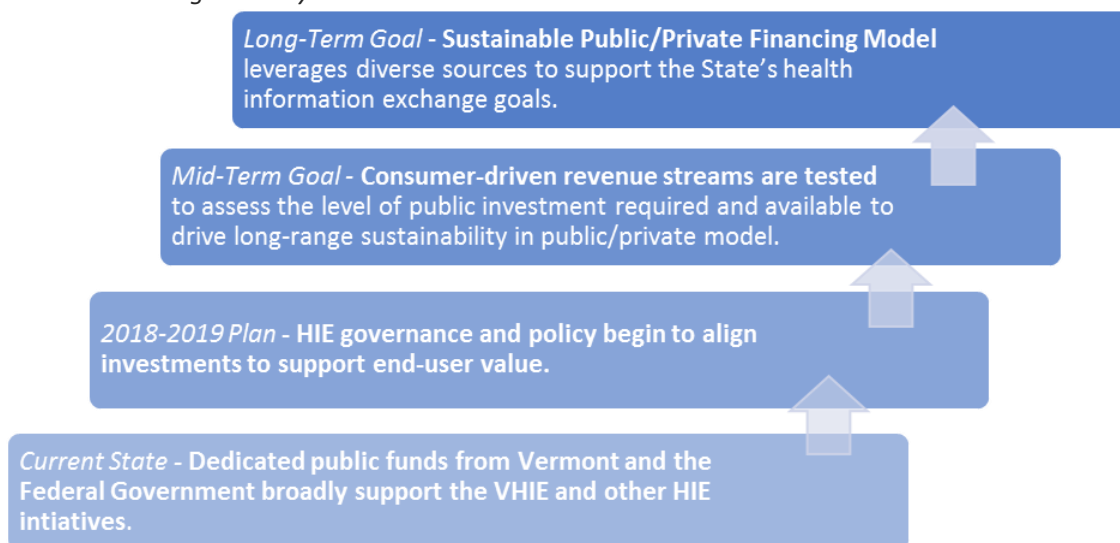 Long-Term Goal - Sustainable Public/Private Financing Model
leverages diverse sources to support the State's health
information exchange goals.
Mid-Term Goal - Consumer-driven revenue streams are tested
to assess the level of public investment required and available to
drive long-range sustainability in public/private model.
2018-2019 Plan - HIE governance and policy begin to align
investments to support end-user value.
Current State - Dedicated public funds from Vermont and the
Federal Government broadly support the VHIE and other HIE
intiatives.